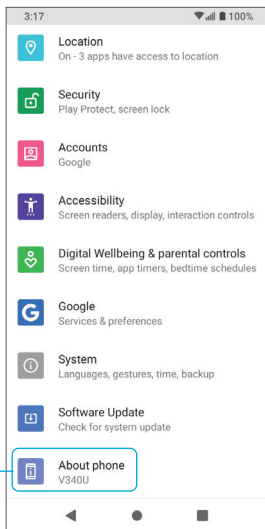 3:17
100%
Location
On - 3 apps have access to location
Security
Play Protect, screen lock
Accounts
Google
Accessibility
Screen readers, display, interaction controls
Digital Wellbeing & parental controls
Screen time, app timers, bedtime schedules
G
Google
Services & preferences
System
Languages, gestures, time, backup
Software Update
Check for system update
About phone
V340U